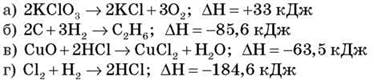 а) 2KClO₃ → 2KCl + 3O₂; ΔH = +33 кДж
б) 2C + 3H₂ → C₂H₆; ΔH = –85,6 кДж
в) CuO + 2HCl → CuCl₂ + H₂O; ΔH = –63,5 кДж
г) Cl₂ + H₂ → 2HCl; ΔH = –184,6 кДж